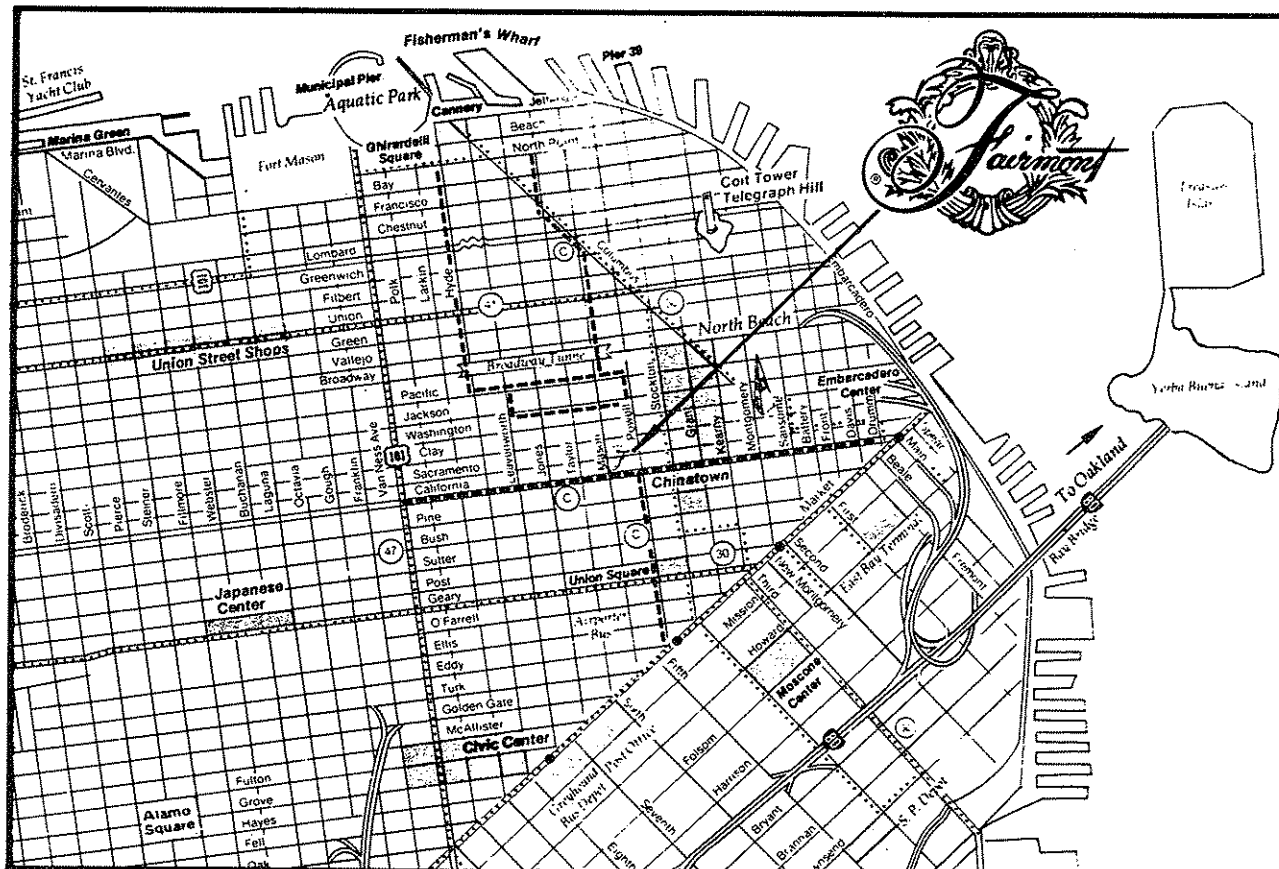 Fisherman's Wharf
Pier 39
St. Francis
Yacht Club
Municipal Pier
Aquatic Park
Cannery
Marina Green
Marina Blvd.
Cervantes
Fort Mason
Ghirardelli
Square
Beach
North Point
Fairmont
Bay
Francisco
Chestnut
Coit Tower
Telegraph Hill
Lombard
Greenwich
Filbert
Union
Green
Vallejo
Broadway
101
Polk
Larkin
Hyde
C
Columbus
Embarcadero
Union Street Shops
North Beach
Broadway Tunnel
Pacific
Jackson
Washington
Clay
Sacramento
California
Embarcadero
Center
Broderick
Divisadero
Scott
Pierce
Steiner
Fillmore
Webster
Buchanan
Laguna
Octavia
Gough
Franklin
Van Ness Ave
101
Leavenworth
Jones
Taylor
Mason
Powell
Stockton
Grant
Kearny
Montgomery
Sansome
Battery
Front
Davis
Drumm
Spear
Main
Beale
Yerba Buena Island
Chinatown
C
To Oakland
Bay Bridge
Pine
Bush
Sutter
Post
Geary
47
C
30
Market
First
Second
New Montgomery
Third
East Bay Terminal
Fremont
Union Square
Japanese
Center
O'Farrell
Ellis
Eddy
Turk
Golden Gate
McAllister
Airporter
Bus
Mission
Howard
Moscone
Center
Fifth
Sixth
Civic Center
80
Post Office
Folsom
Harrison
Greyhound
Bus Depot
Seventh
Eighth
Bryant
Brannan
S. P. Depot
Fulton
Grove
Hayes
Fell
Oak
Alamo
Square